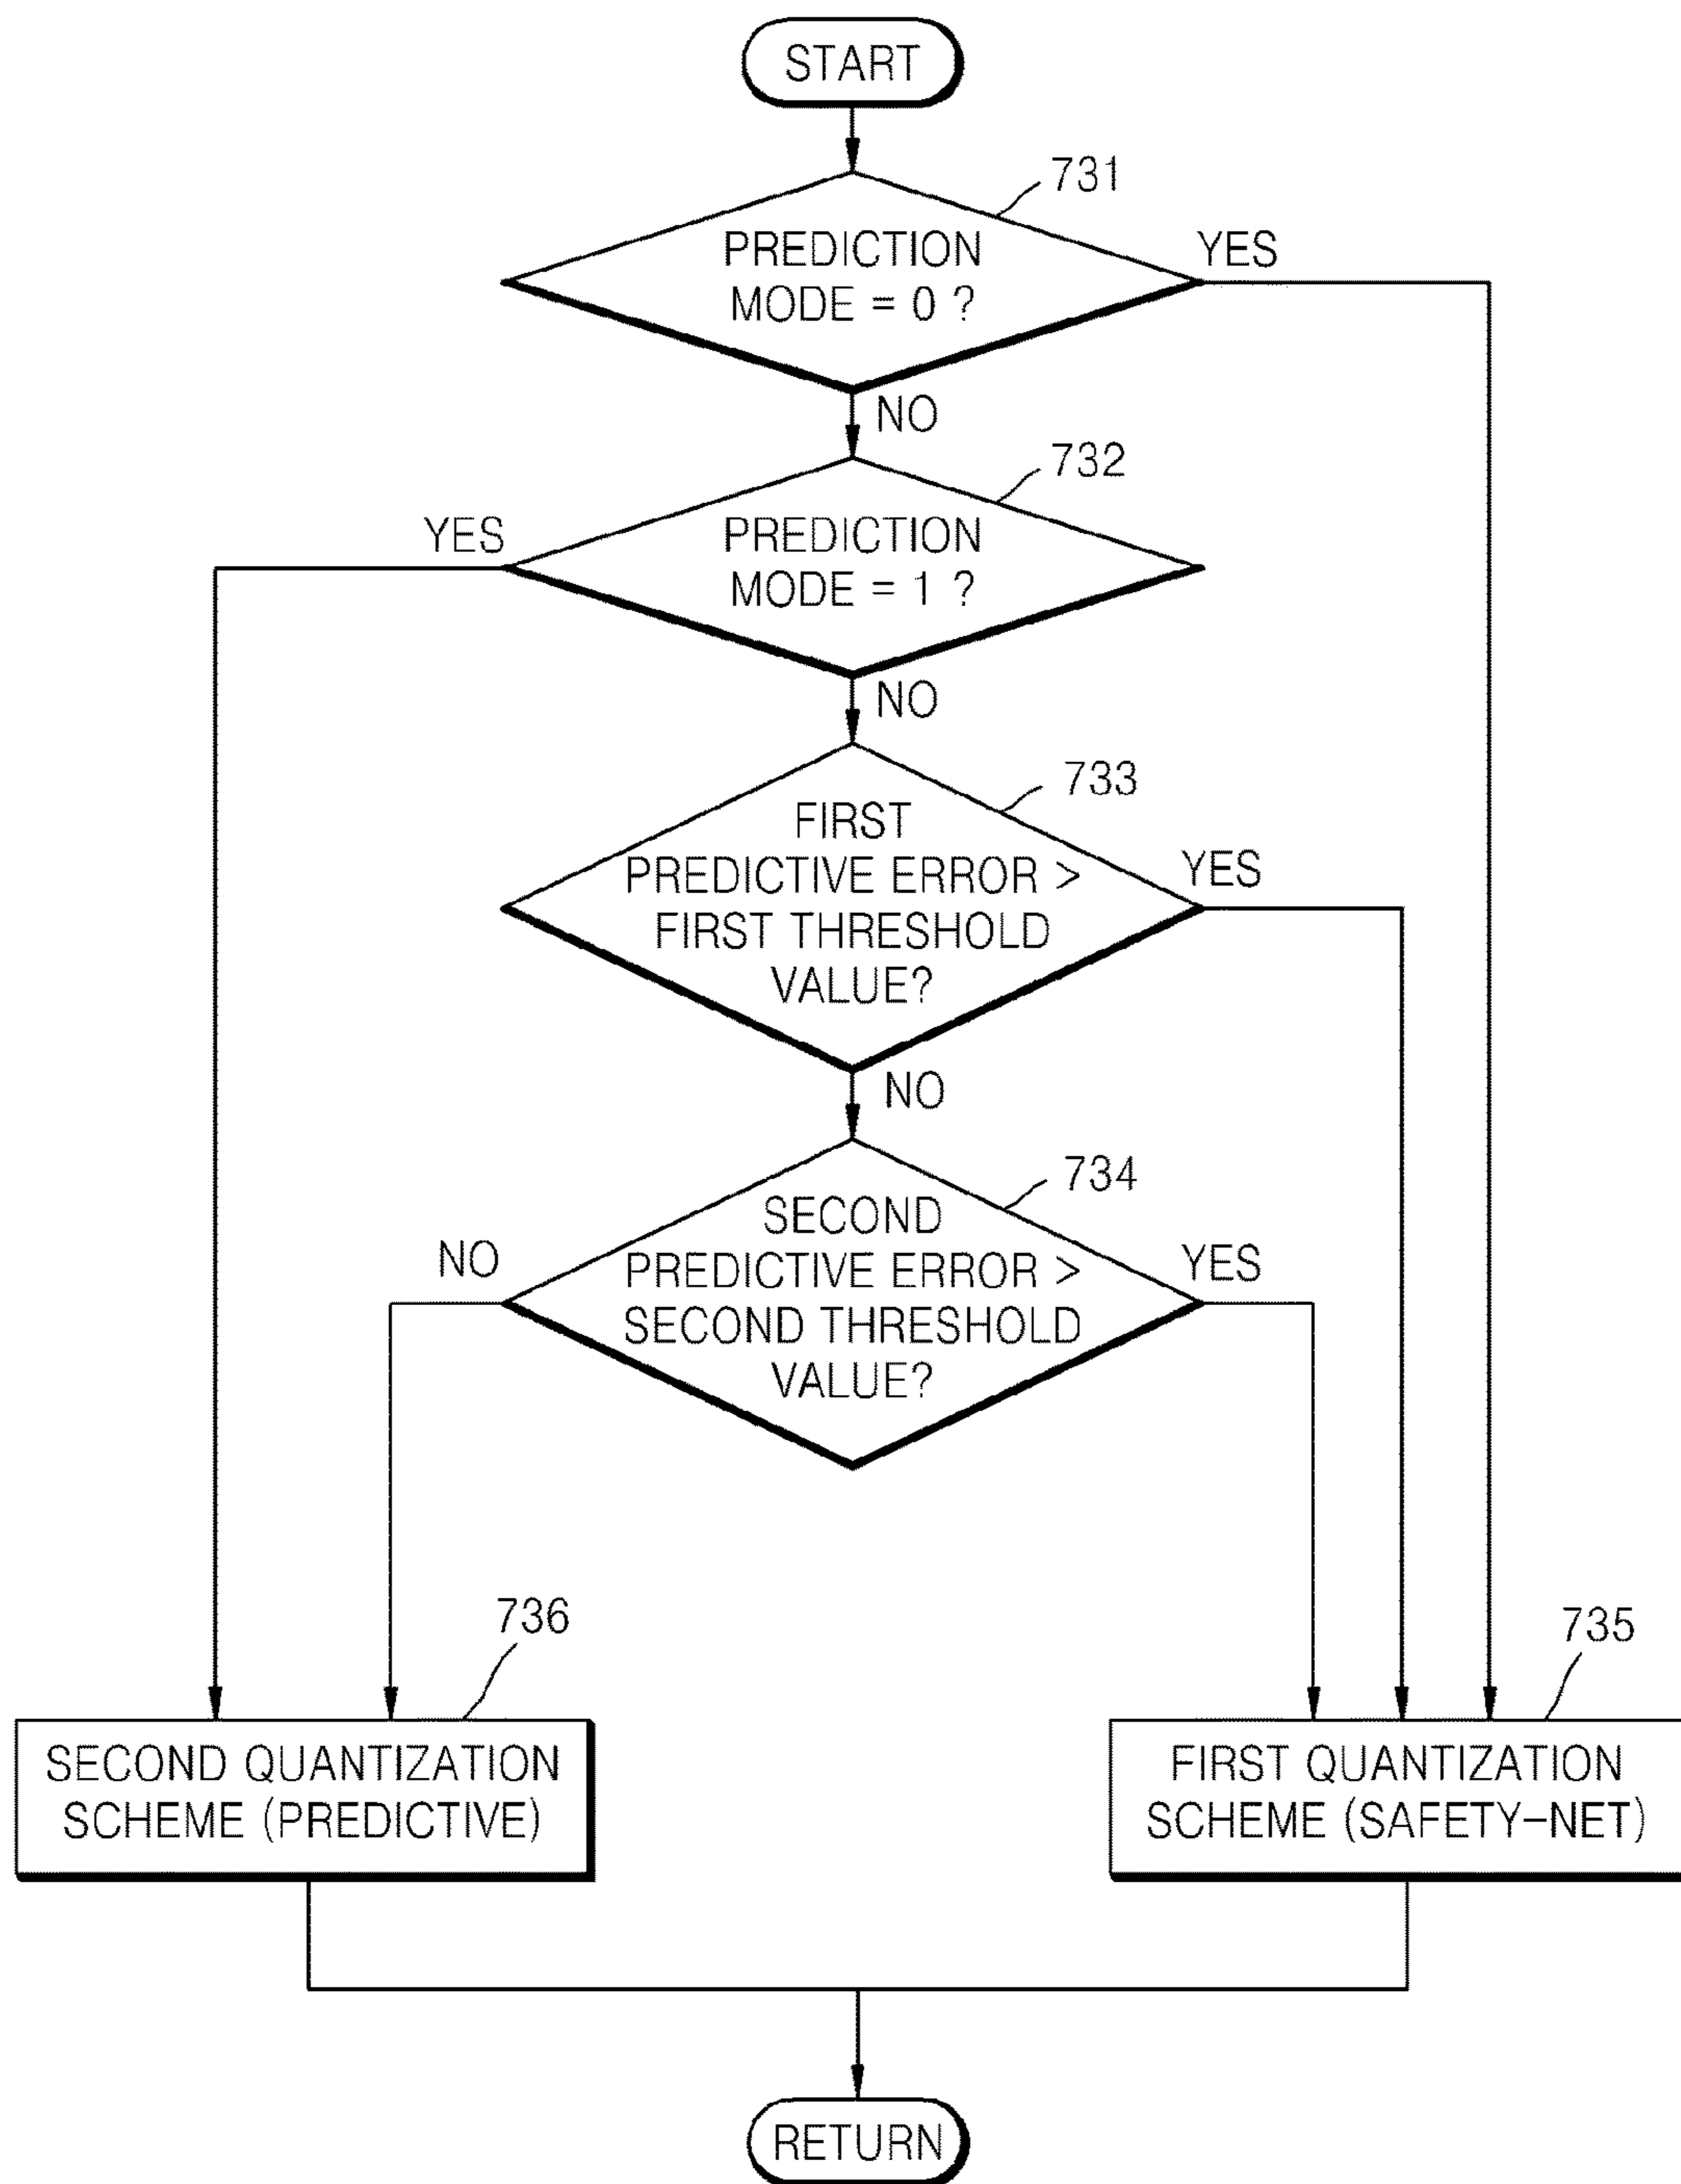 START
731
PREDICTION
MODE = 0 ?
YES
NO
732
YES
PREDICTION
MODE = 1 ?
NO
733
FIRST
PREDICTIVE ERROR >
FIRST THRESHOLD
VALUE?
YES
NO
734
NO
SECOND
PREDICTIVE ERROR >
SECOND THRESHOLD
VALUE?
YES
736
SECOND QUANTIZATION
SCHEME (PREDICTIVE)
735
FIRST QUANTIZATION
SCHEME (SAFETY-NET)
RETURN